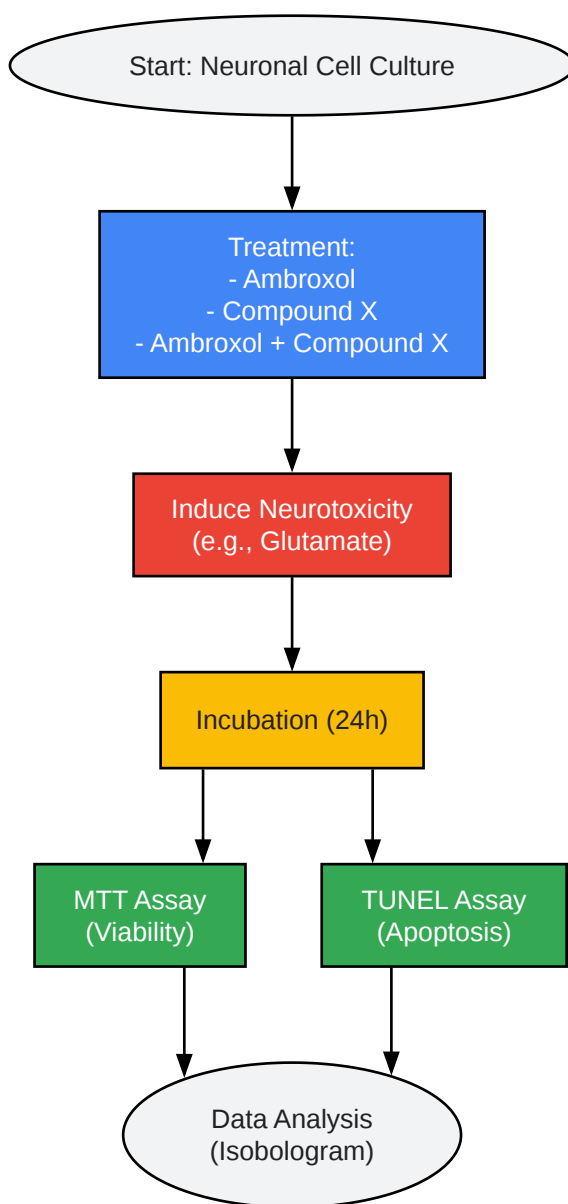 Start: Neuronal Cell Culture
Treatment:
- Ambroxol
- Compound X
- Ambroxol + Compound X
Induce Neurotoxicity
(e.g., Glutamate)
Incubation (24h)
MTT Assay
(Viability)
TUNEL Assay
(Apoptosis)
Data Analysis
(Isobologram)